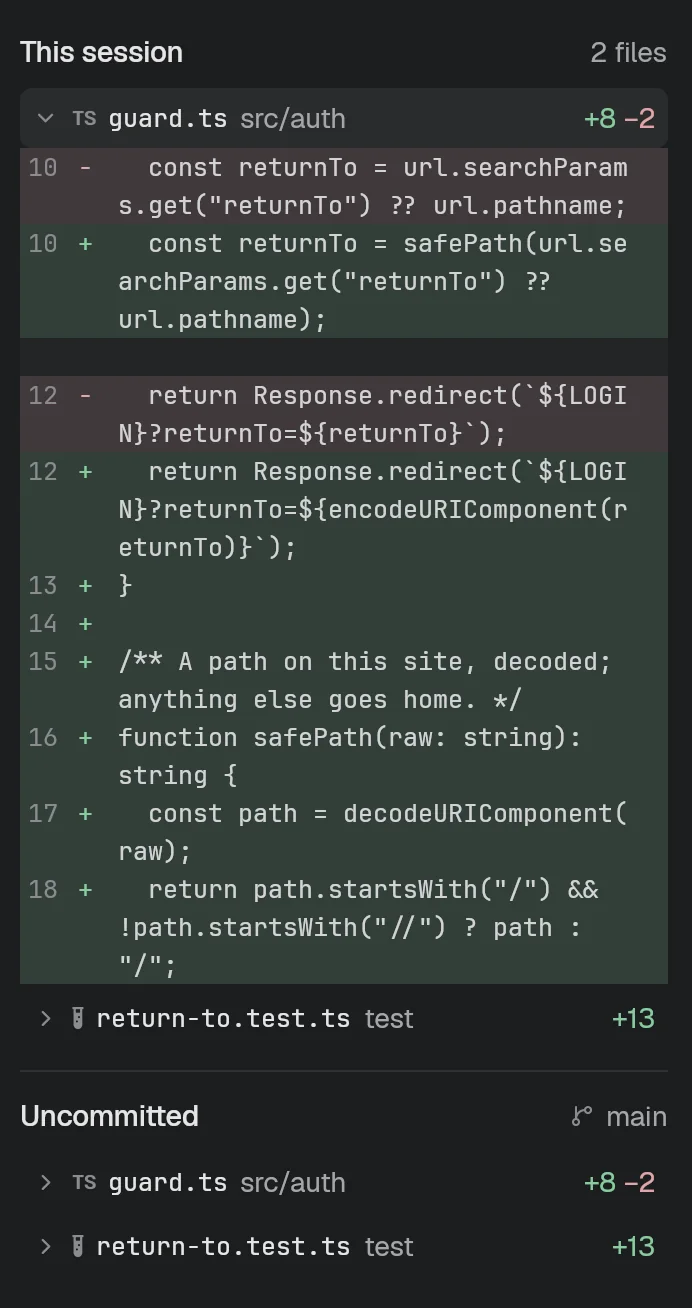 This session 2 files
TS guard.ts src/auth +8 −2
10 -   const returnTo = url.searchParam
s.get("returnTo") ?? url.pathname;
10 +   const returnTo = safePath(url.se
archParams.get("returnTo") ??
url.pathname);
12 -   return Response.redirect(`${LOGI
N}?returnTo=${returnTo}`);
12 +   return Response.redirect(`${LOGI
N}?returnTo=${encodeURIComponent(r
eturnTo)}`);
13 + }
14 +
15 + /** A path on this site, decoded;
anything else goes home. */
16 + function safePath(raw: string):
string {
17 +   const path = decodeURIComponent(
raw);
18 +   return path.startsWith("/") &&
!path.startsWith("//") ? path :
"/";
return-to.test.ts test +13
Uncommitted main
TS guard.ts src/auth +8 −2
return-to.test.ts test +13